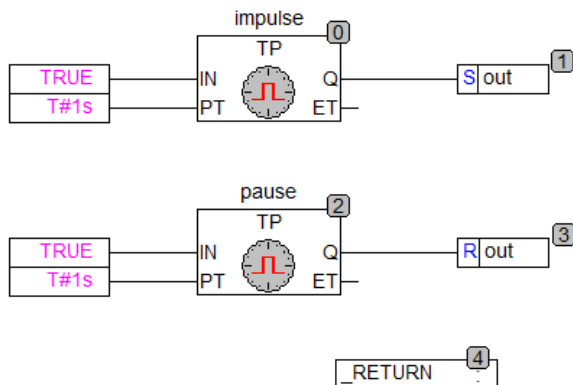 impulse
0
TP
TRUE IN Q S out 1
T#1s PT ET
pause
2
TP
TRUE IN Q R out 3
T#1s PT ET
4
_RETURN